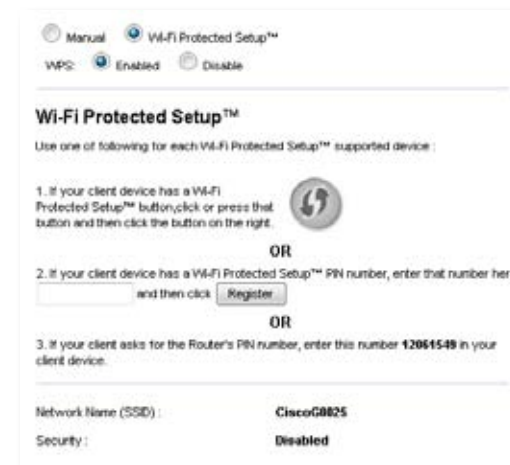 Manual Wi-Fi Protected Setup™
WPS: Enabled Disable
Wi-Fi Protected Setup™
Use one of following for each Wi-Fi Protected Setup™ supported device :
1. If your client device has a Wi-Fi
Protected Setup™ button,click or press that
button and then click the button on the right.
OR
2. If your client device has a Wi-Fi Protected Setup™ PIN number, enter that number her
and then click Register
OR
3. If your client asks for the Router's PIN number, enter this number 12061549 in your
client device.
Network Name (SSID) : CiscoG0025
Security : Disabled